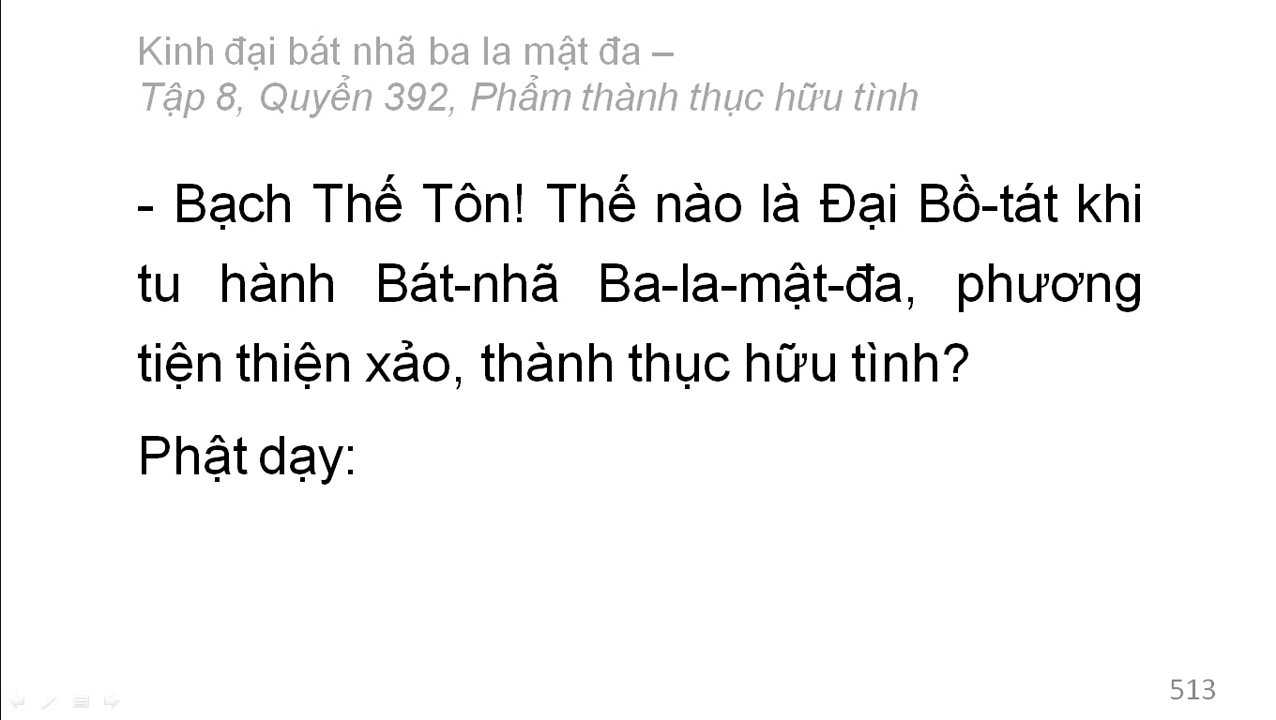 Kinh đại bát nhã ba la mật đa –
Tập 8, Quyển 392, Phẩm thành thục hữu tình
- Bạch Thế Tôn! Thế nào là Đại Bồ-tát khi
tu hành Bát-nhã Ba-la-mật-đa, phương
tiện thiện xảo, thành thục hữu tình?
Phật dạy:
513